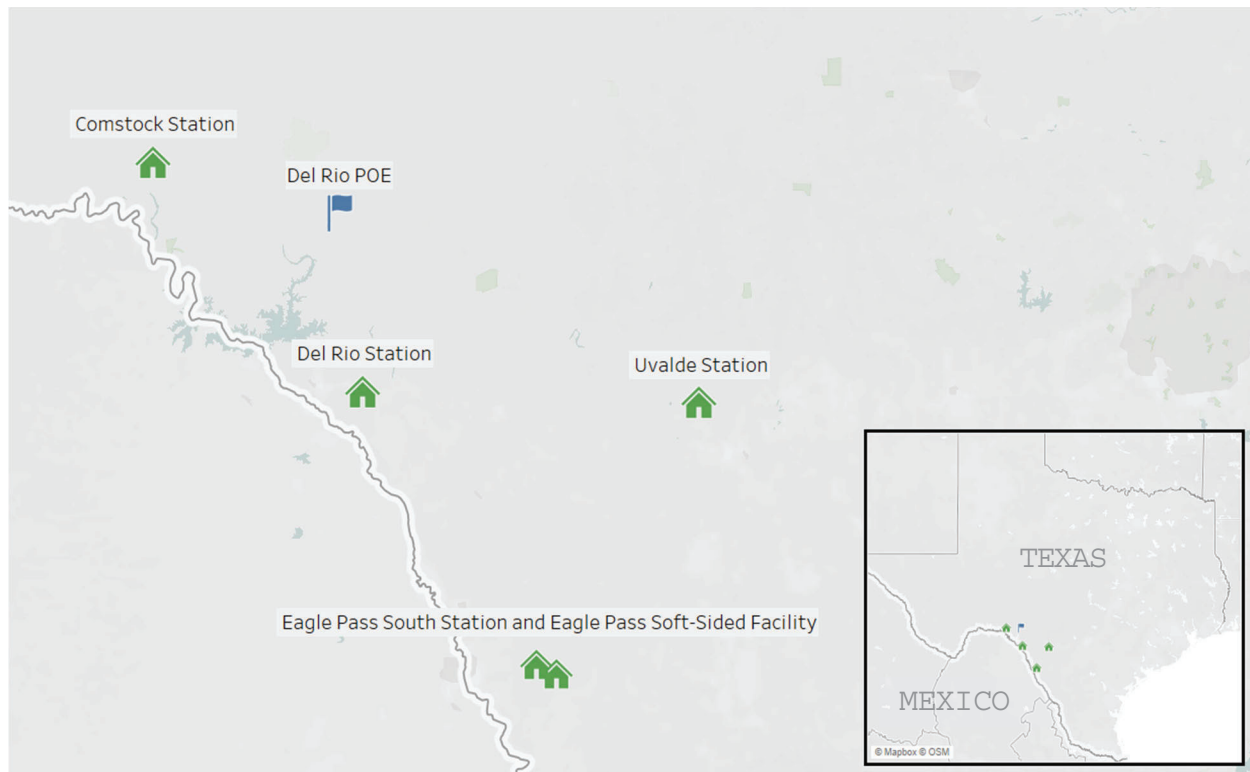 Comstock Station
Del Rio POE
Del Rio Station
Uvalde Station
Eagle Pass South Station and Eagle Pass Soft-Sided Facility
TEXAS
MEXICO
© Mapbox © OSM